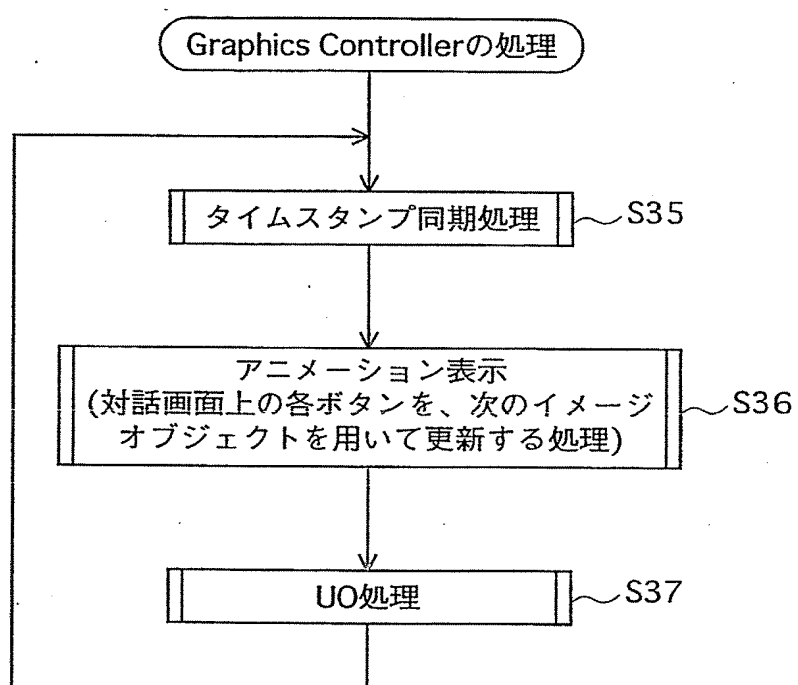 Graphics Controllerの処理
タイムスタンプ同期処理
S35
アニメーション表示
(対話画面上の各ボタンを、次のイメージ
オブジェクトを用いて更新する処理)
S36
UO処理
S37